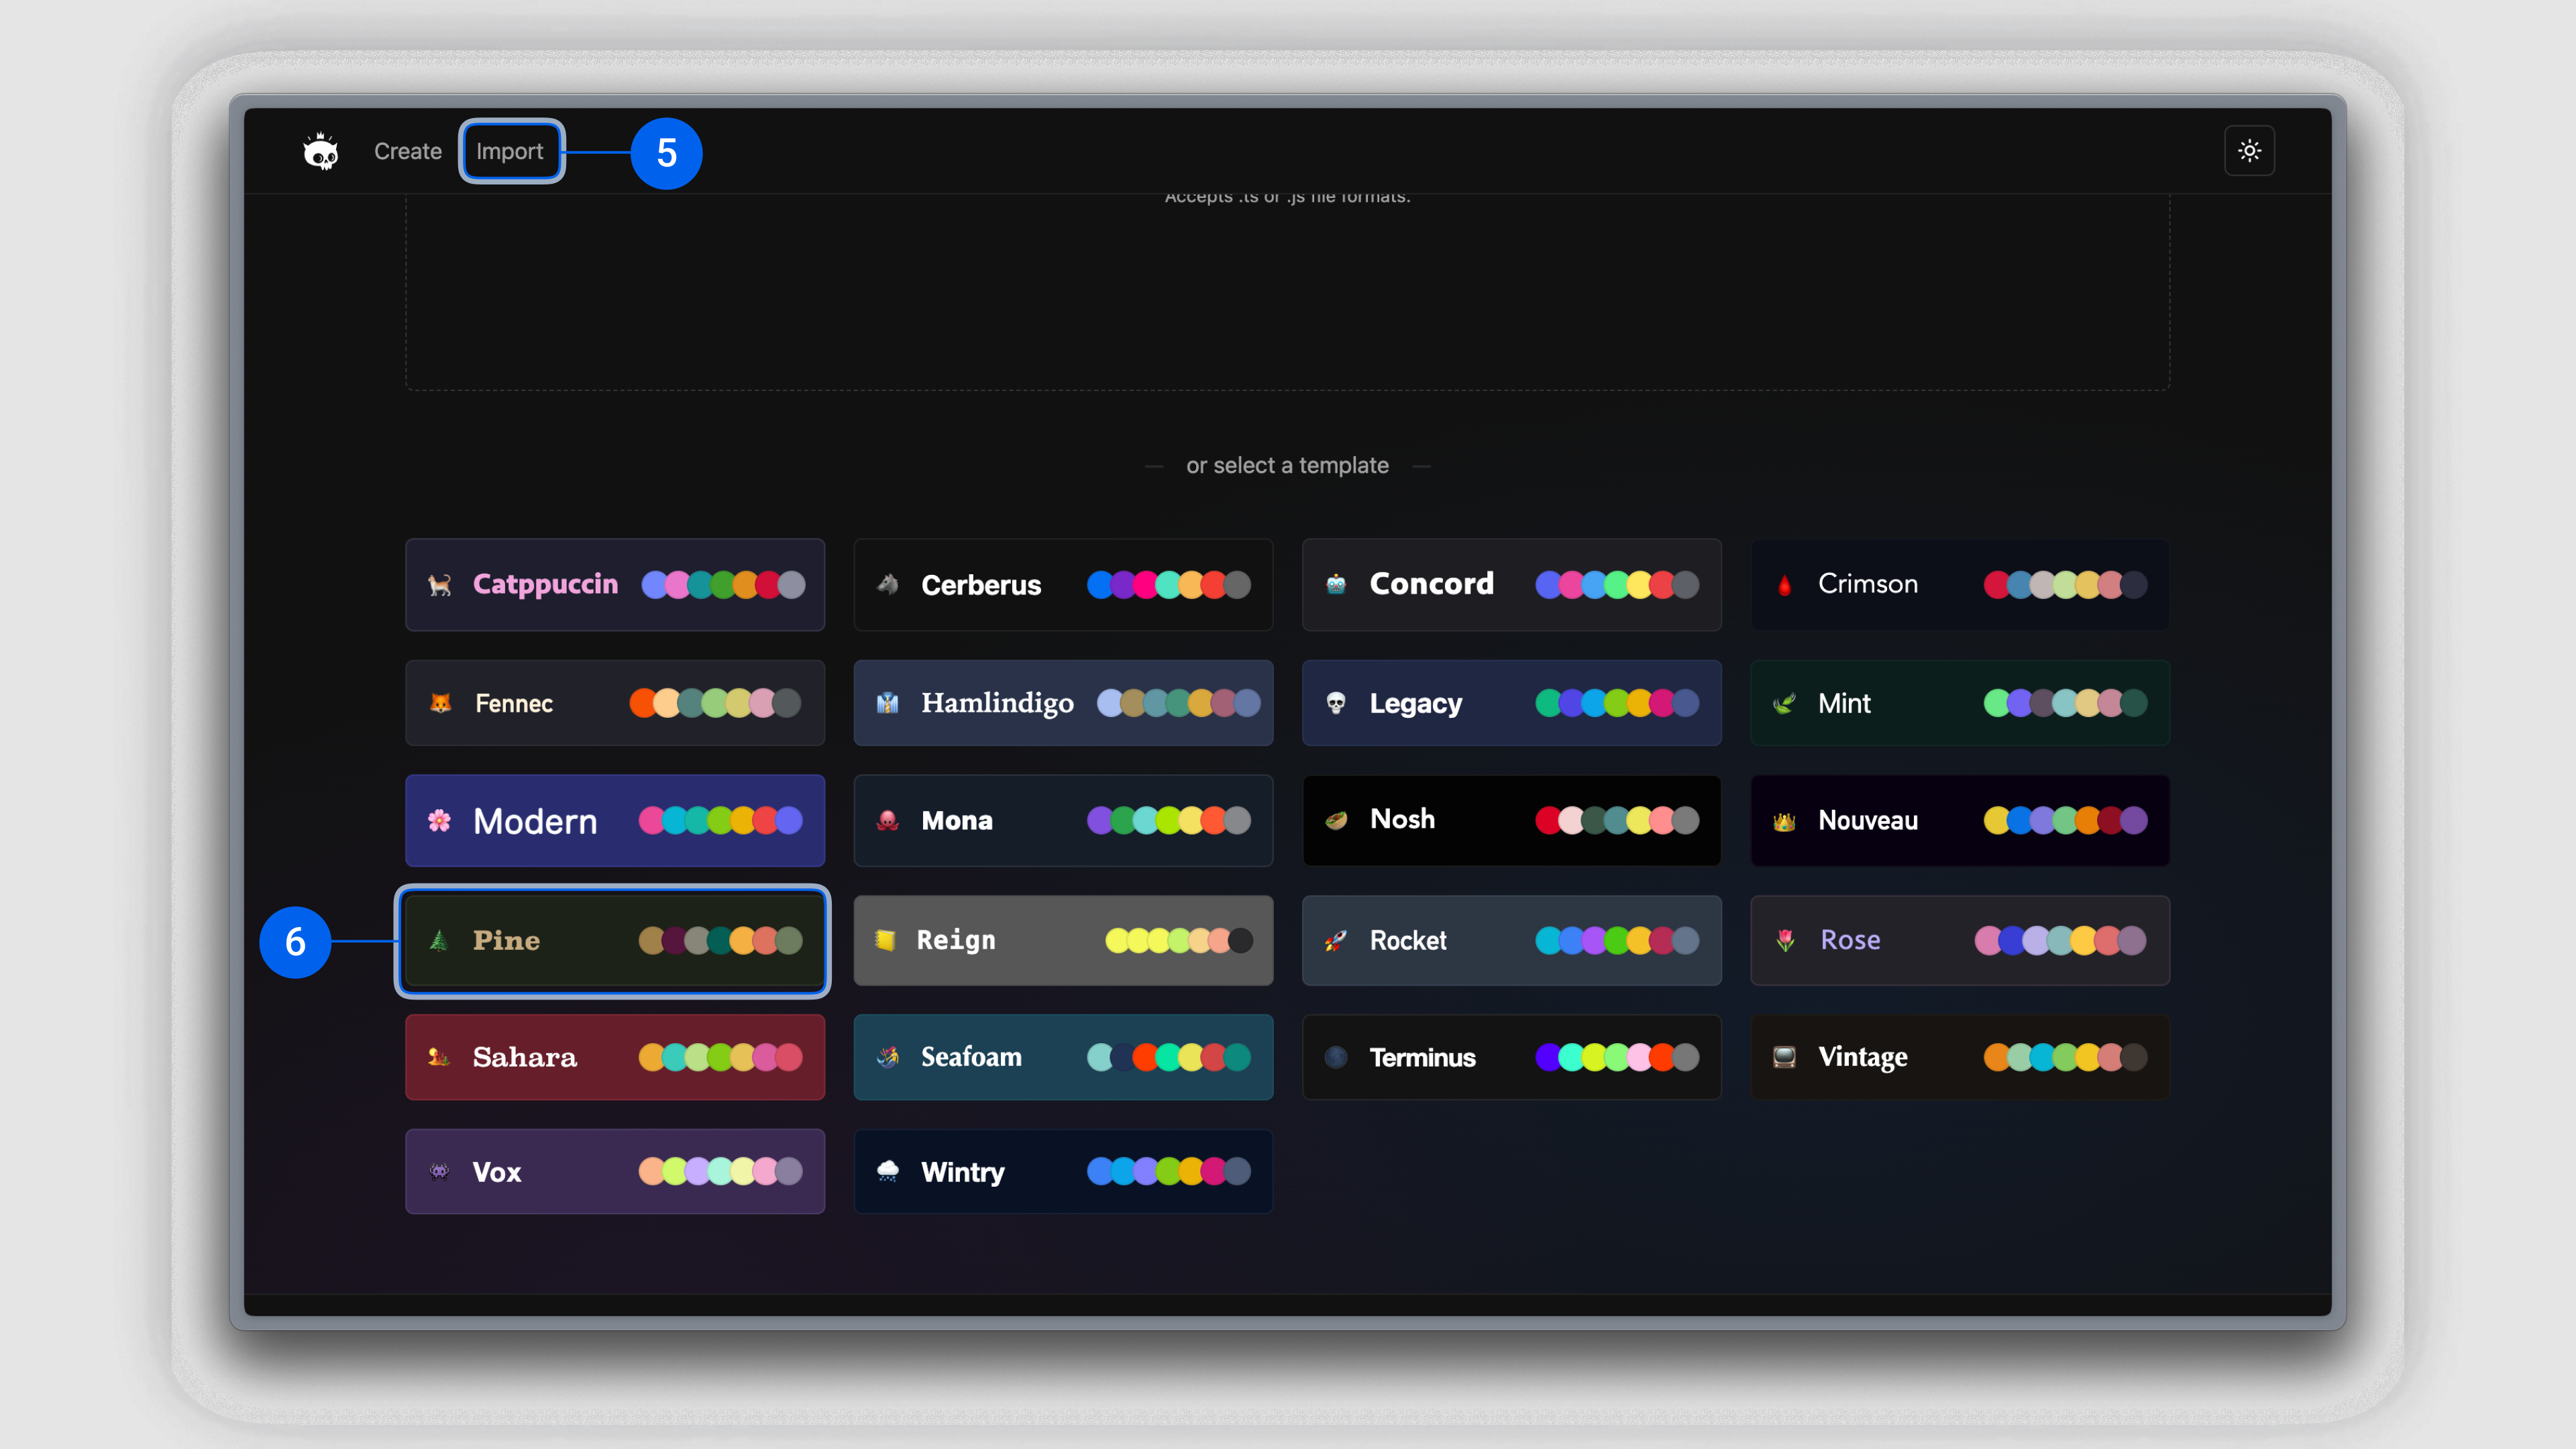 Create Import 5
Accepts .ts or .js file formats.
or select a template
Catppuccin Cerberus Concord Crimson
Fennec Hamlindigo Legacy Mint
Modern Mona Nosh Nouveau
6 Pine Reign Rocket Rose
Sahara Seafoam Terminus Vintage
Vox Wintry